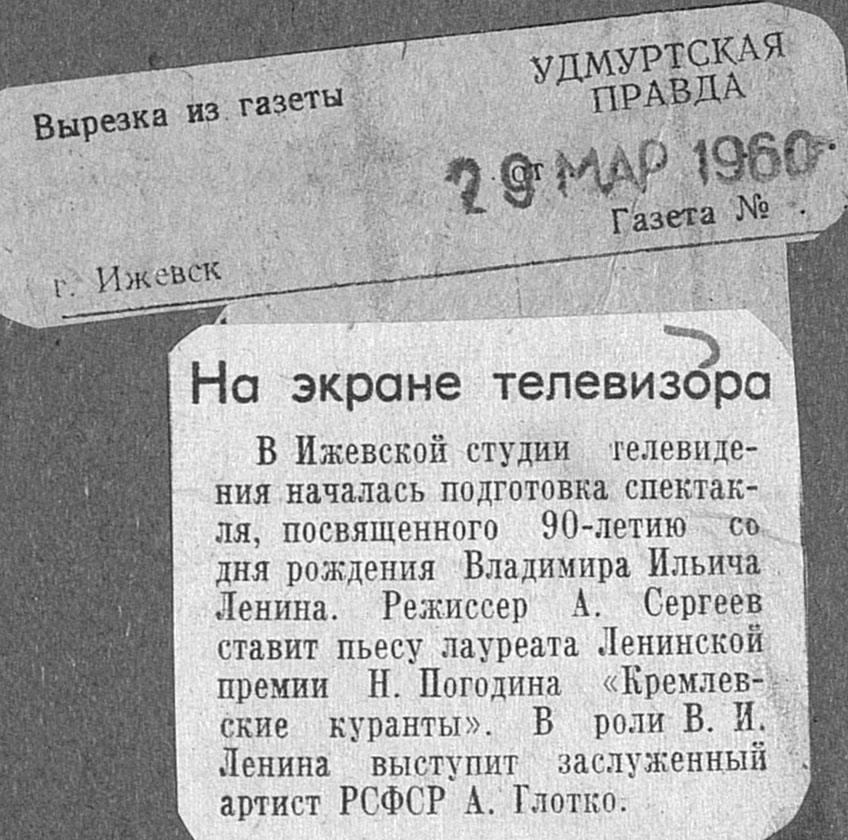 Вырезка из газеты
УДМУРТСКАЯ
ПРАВДА
от 29 МАР 1960
Газета №
г. Ижевск
На экране телевизора
В Ижевской студии телевиде-
ния началась подготовка спектак-
ля, посвященного 90-летию со
дня рождения Владимира Ильича
Ленина. Режиссер А. Сергеев
ставит пьесу лауреата Ленинской
премии Н. Погодина «Кремлев-
ские куранты». В роли В. И.
Ленина выступит заслуженный
артист РСФСР А. Глотко.